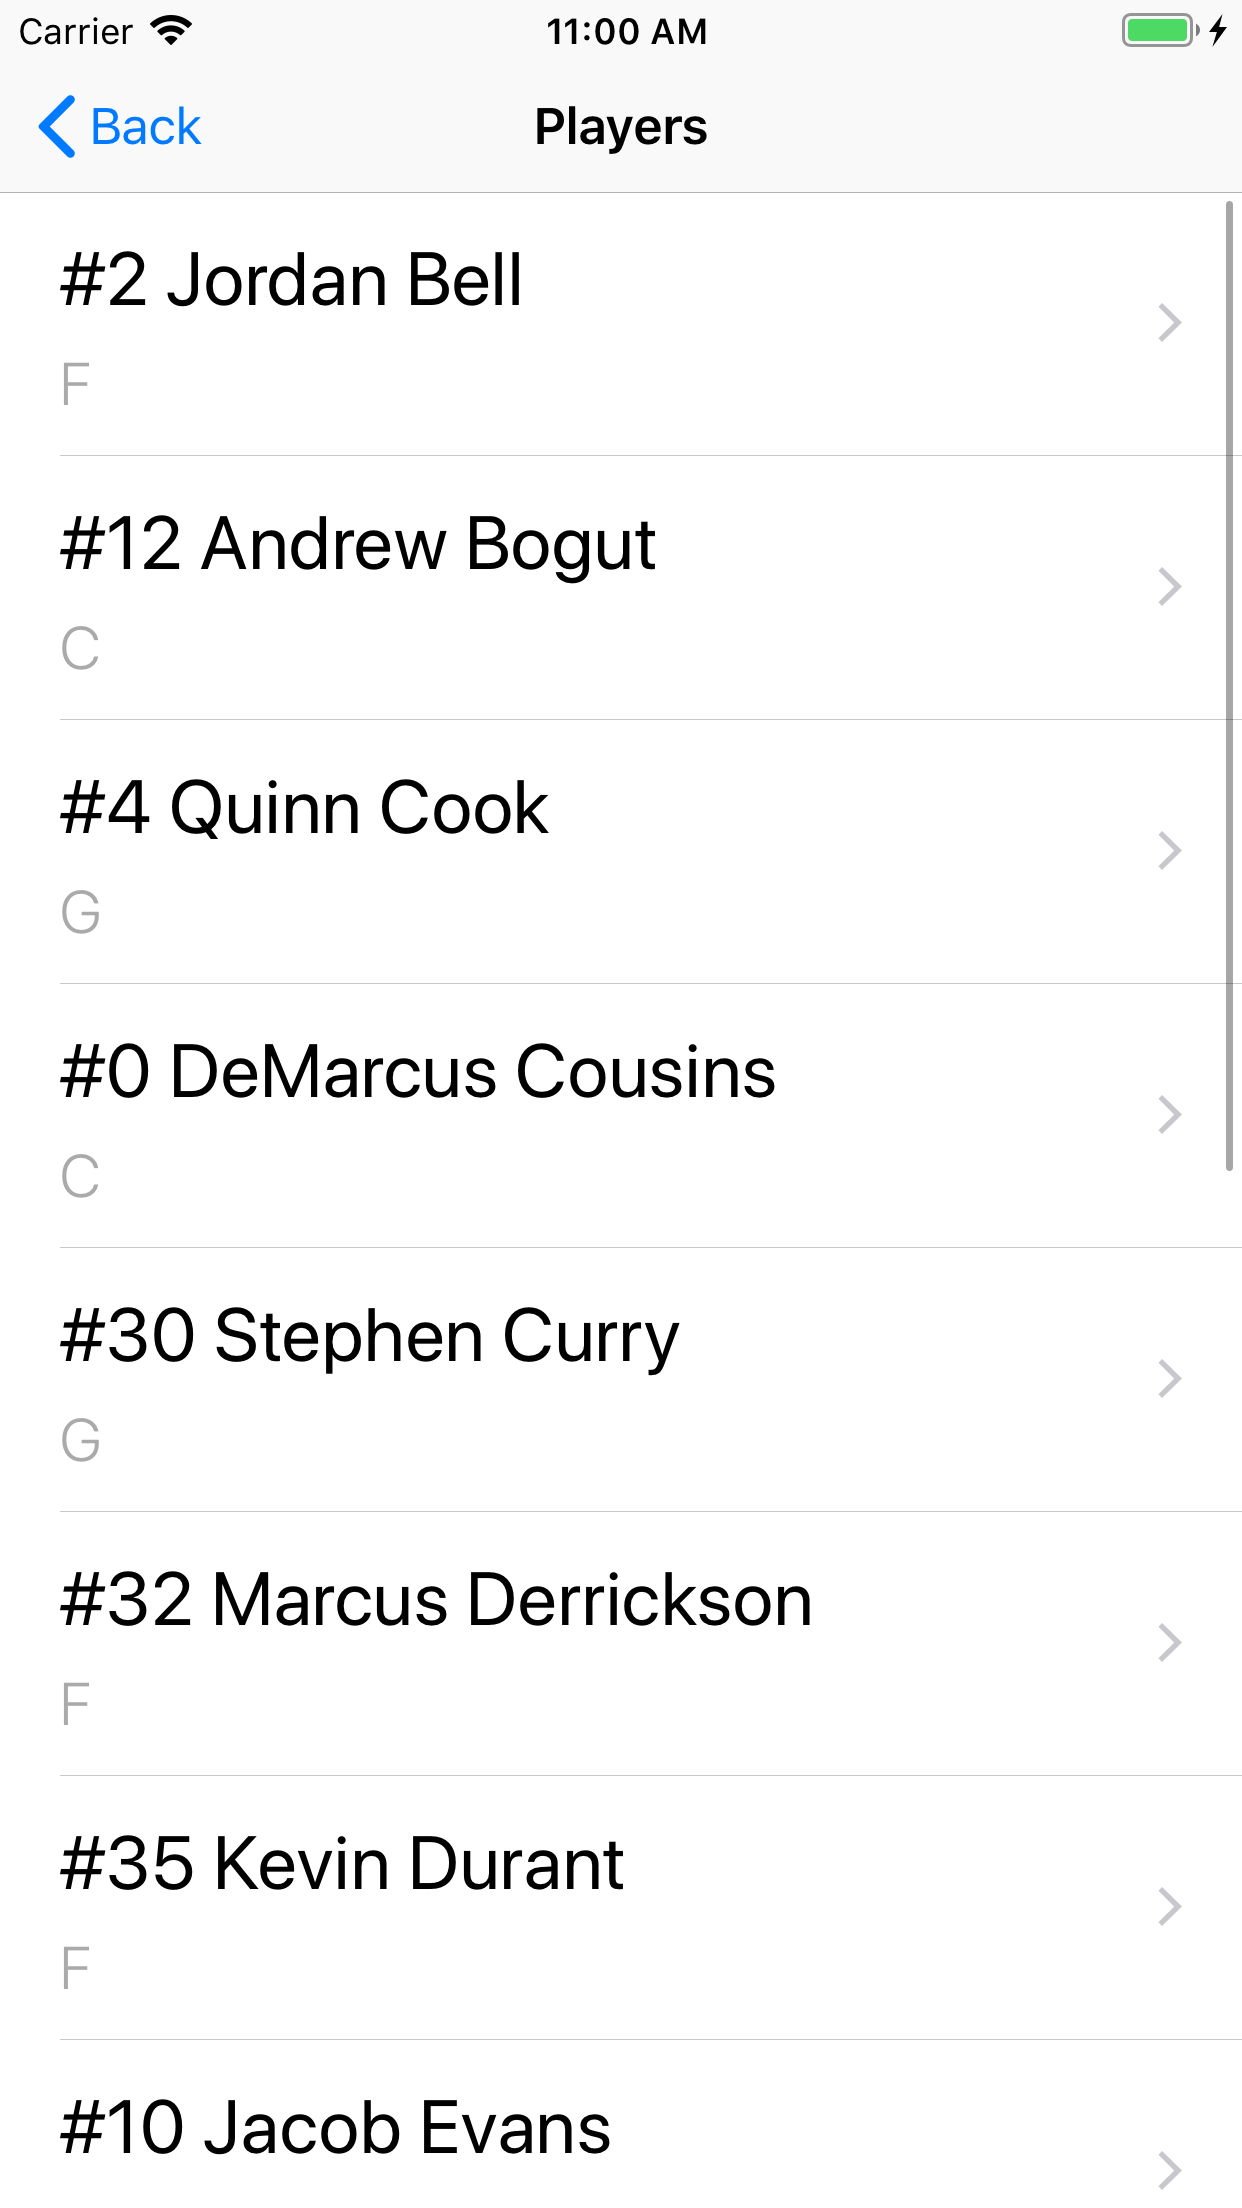 Carrier 11:00 AM
Back Players
#2 Jordan Bell
F
#12 Andrew Bogut
C
#4 Quinn Cook
G
#0 DeMarcus Cousins
C
#30 Stephen Curry
G
#32 Marcus Derrickson
F
#35 Kevin Durant
F
#10 Jacob Evans